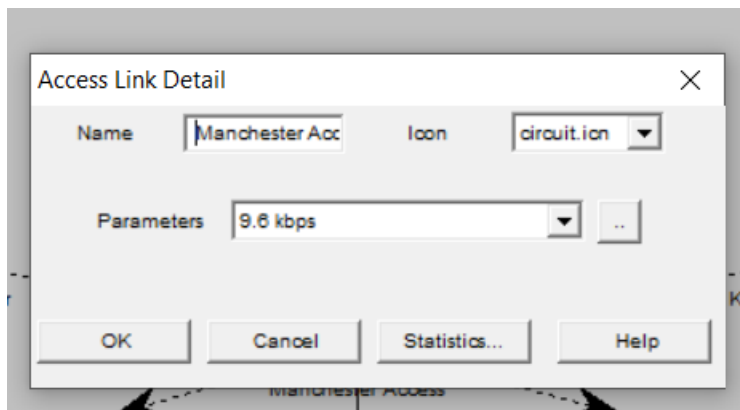 Access Link Detail
Name Manchester Acc Icon circuit.icn
Parameters 9.6 kbps ..
r K
OK Cancel Statistics... Help
Manchester Access